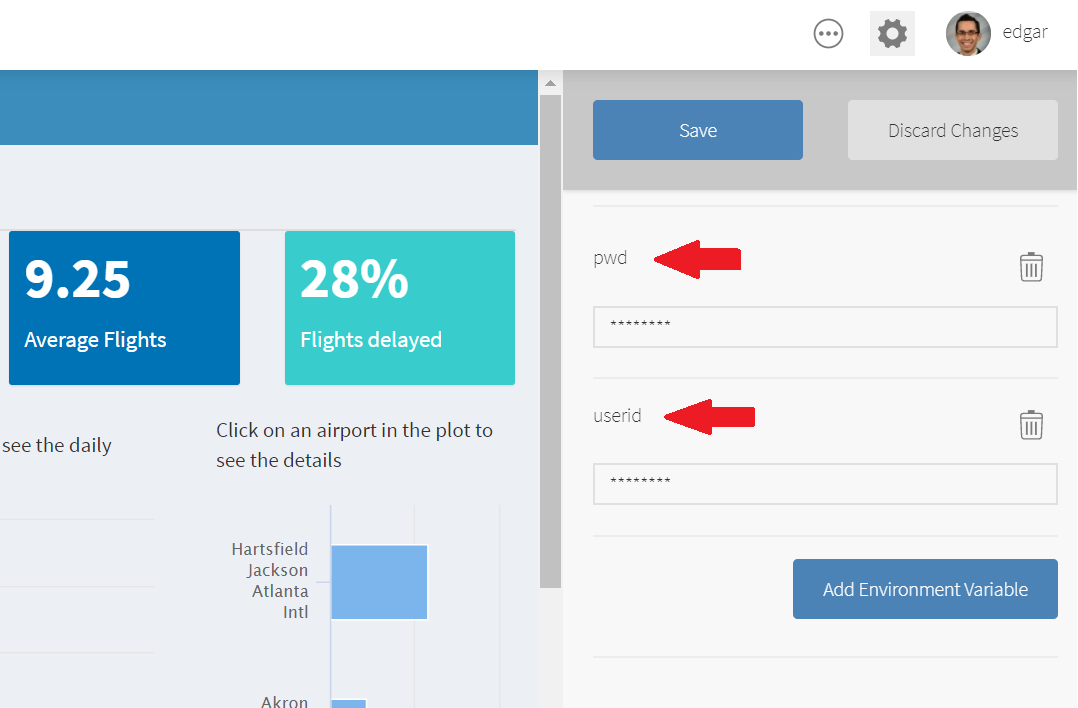 edgar
Save
Discard Changes
9.25
Average Flights
28%
Flights delayed
see the daily
Click on an airport in the plot to
see the details
Hartsfield
Jackson
Atlanta
Intl
Akron
pwd
********
userid
********
Add Environment Variable